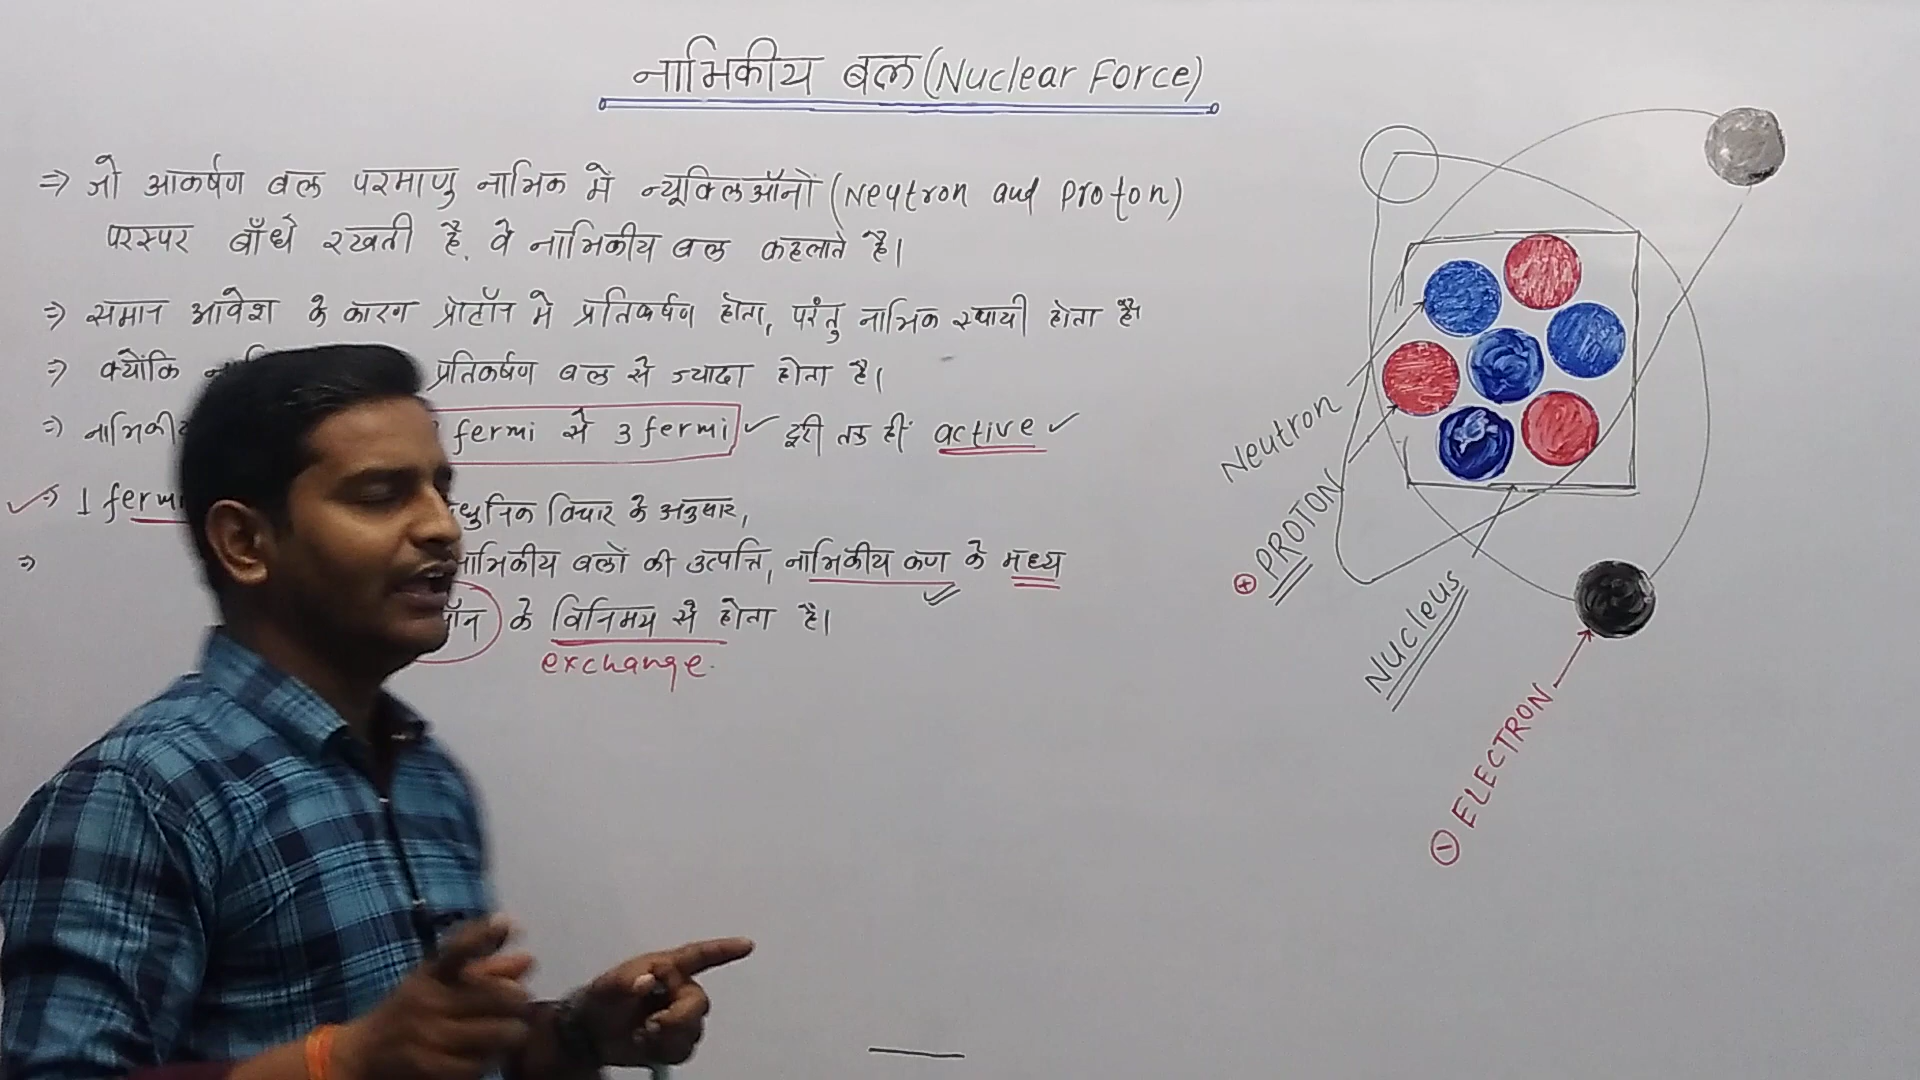 नाभिकीय बल (Nuclear Force)
⇒ जो आकर्षण बल परमाणु नाभिक मे न्यूक्लिऑनों (Neutron and Proton)
परस्पर बाँधे रखती है, वे नाभिकीय बल कहलाते है।
⇒ समान आवेश के कारण प्रोटॉन मे प्रतिकर्षण होता, परंतु नाभिक स्थायी होता है।
⇒ क्योंकि प्रतिकर्षण बल से ज्यादा होता है।
⇒ fermi से 3 fermi ✓ दूरी तक ही active ✓
✓⇒ 1 fermi विचार के अनुसार,
⇒ नाभिकीय बलों की उत्पत्ति, नाभिकीय कण के मध्य
के विनिमय से होता है।
exchange.
Neutron
⊕ PROTON
Nucleus
⊖ ELECTRON